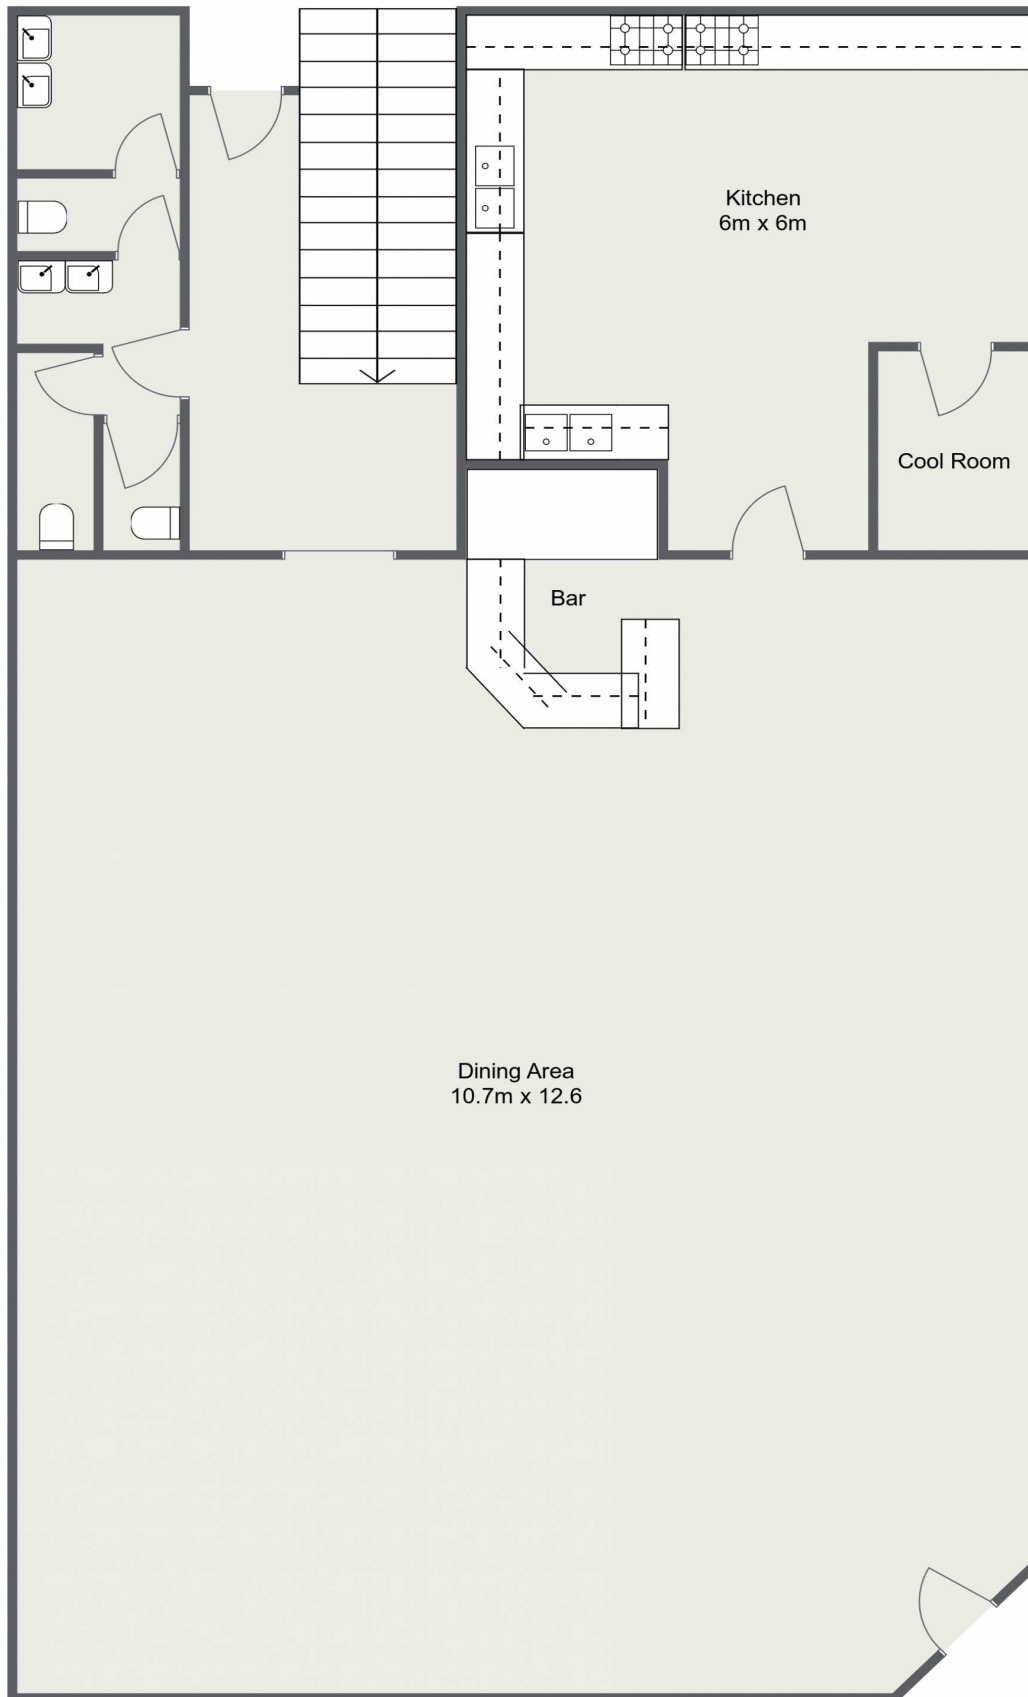 Kitchen
6m x 6m
Cool Room
Bar
Dining Area
10.7m x 12.6